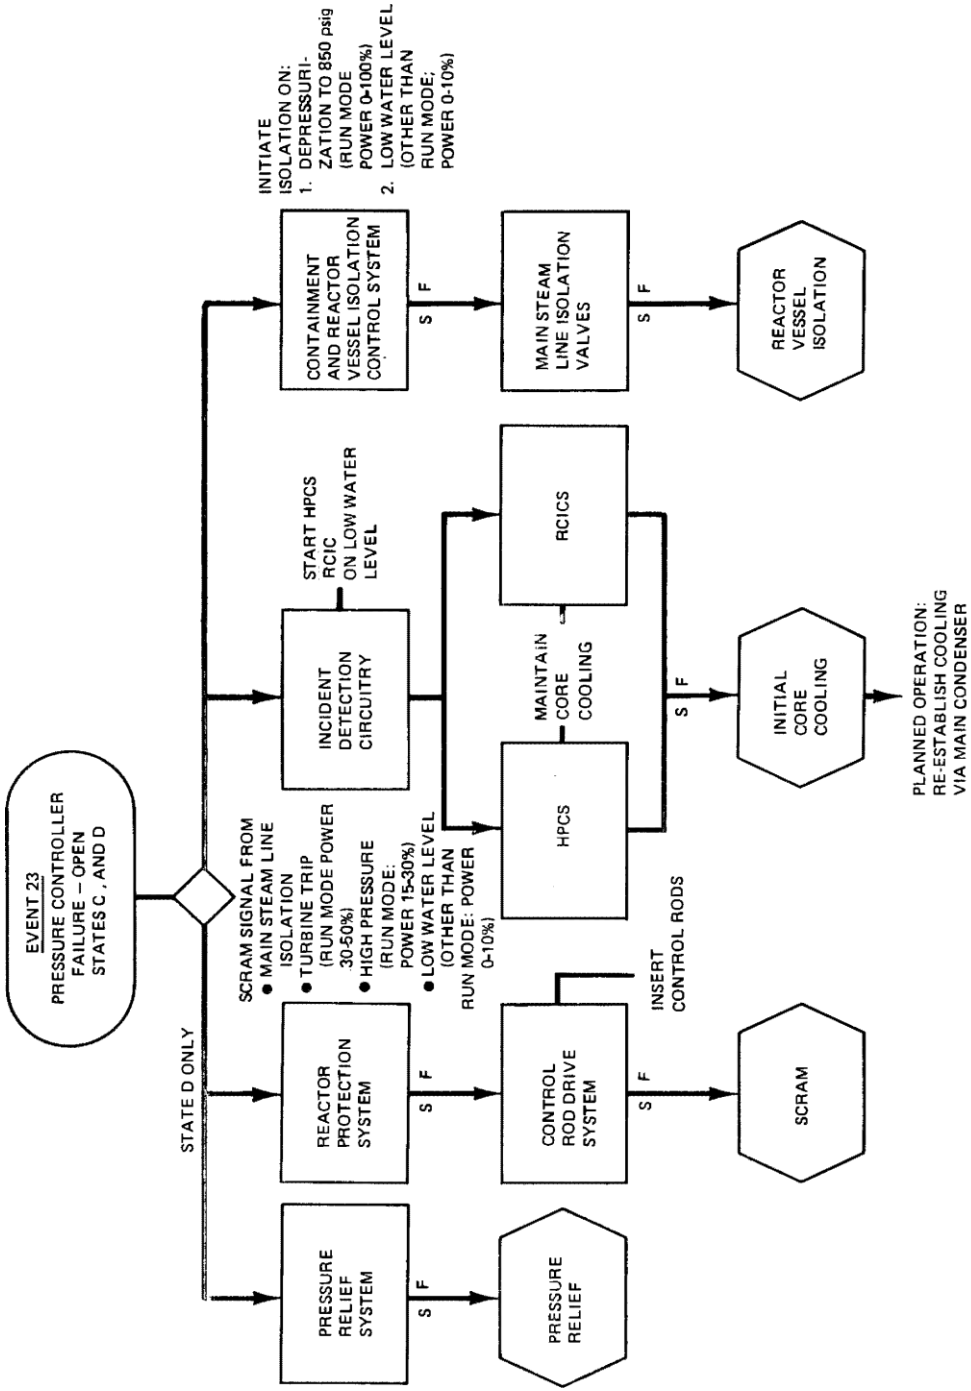 EVENT 23
PRESSURE CONTROLLER
FAILURE – OPEN
STATES C, AND D
STATE D ONLY
PRESSURE
RELIEF
SYSTEM
S F
PRESSURE
RELIEF
REACTOR
PROTECTION
SYSTEM
SCRAM SIGNAL FROM
● MAIN STEAM LINE
ISOLATION
● TURBINE TRIP
(RUN MODE POWER
30-50%)
● HIGH PRESSURE
(RUN MODE:
POWER 15-30%)
● LOW WATER LEVEL
(OTHER THAN
RUN MODE: POWER
0-10%)
S F
CONTROL
ROD DRIVE
SYSTEM
INSERT
CONTROL RODS
S F
SCRAM
INCIDENT
DETECTION
CIRCUITRY
START HPCS
RCIC
ON LOW WATER
LEVEL
HPCS
MAINTAIN
CORE
COOLING
RCICS
S F
INITIAL
CORE
COOLING
PLANNED OPERATION:
RE-ESTABLISH COOLING
VIA MAIN CONDENSER
CONTAINMENT
AND REACTOR
VESSEL ISOLATION
CONTROL SYSTEM
INITIATE
ISOLATION ON:
1. DEPRESSURI-
ZATION TO 850 psig
(RUN MODE
POWER 0-100%)
2. LOW WATER LEVEL
(OTHER THAN
RUN MODE;
POWER 0-10%)
S F
MAIN STEAM
LINE ISOLATION
VALVES
S F
REACTOR
VESSEL
ISOLATION